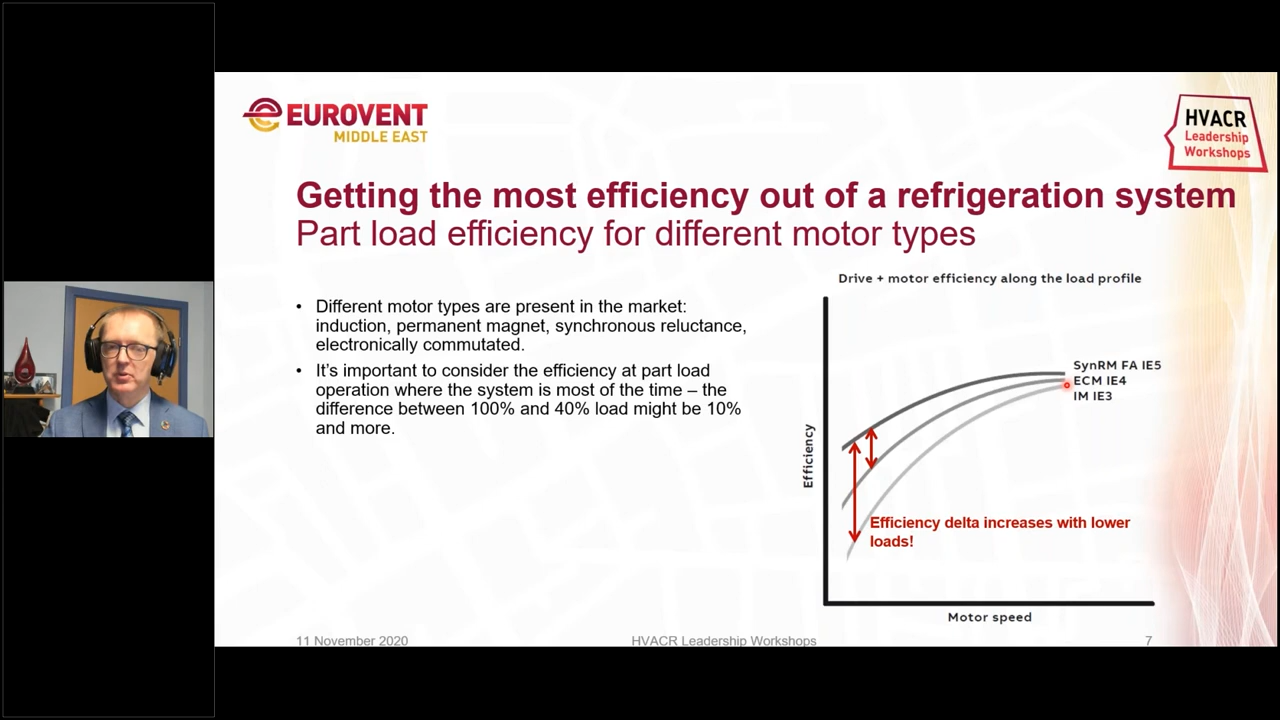 EUROVENT
MIDDLE EAST
HVACR
Leadership
Workshops
Getting the most efficiency out of a refrigeration system
Part load efficiency for different motor types
• Different motor types are present in the market:
induction, permanent magnet, synchronous reluctance,
electronically commutated.
• It's important to consider the efficiency at part load
operation where the system is most of the time – the
difference between 100% and 40% load might be 10%
and more.
Drive + motor efficiency along the load profile
SynRM FA IE5
ECM IE4
IM IE3
Efficiency
Efficiency delta increases with lower
loads!
Motor speed
11 November 2020
HVACR Leadership Workshops
7